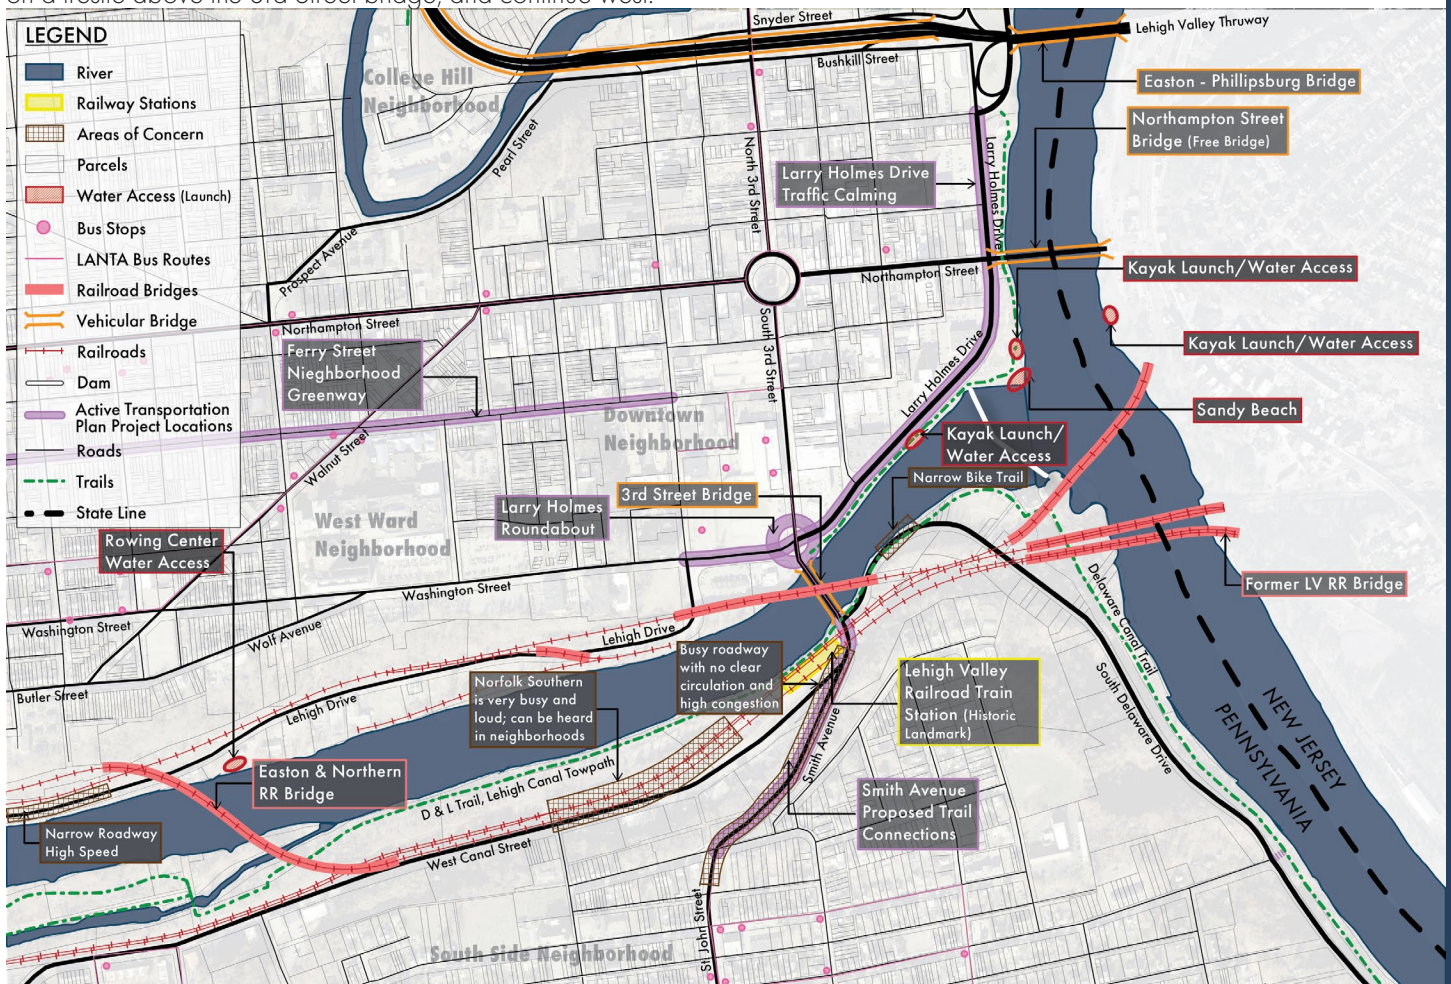 on a trestle above the 3rd Street bridge, and continue west.
LEGEND
River
Railway Stations
Areas of Concern
Parcels
Water Access (Launch)
Bus Stops
LANTA Bus Routes
Railroad Bridges
Vehicular Bridge
Railroads
Dam
Active Transportation
Plan Project Locations
Roads
Trails
State Line
Snyder Street
Lehigh Valley Thruway
Bushkill Street
College Hill
Neighborhood
Easton - Phillipsburg Bridge
Pearl Street
North 3rd Street
Northampton Street
Bridge (Free Bridge)
Larry Holmes Drive
Traffic Calming
Larry Holmes Drive
Prospect Avenue
Northampton Street
Kayak Launch/Water Access
Northampton Street
South 3rd Street
Kayak Launch/Water Access
Ferry Street
Nieghborhood
Greenway
Larry Holmes Drive
Downtown
Neighborhood
Sandy Beach
Walnut Street
Kayak Launch/
Water Access
Narrow Bike Trail
3rd Street Bridge
Larry Holmes
Roundabout
West Ward
Neighborhood
Rowing Center
Water Access
Former LV RR Bridge
Washington Street
Washington Street
Wolf Avenue
Lehigh Drive
Delaware Canal Trail
Butler Street
Lehigh Drive
Busy roadway
with no clear
circulation and
high congestion
Norfolk Southern
is very busy and
loud; can be heard
in neighborhoods
Lehigh Valley
Railroad Train
Station (Historic
Landmark)
South Delaware Drive
NEW JERSEY
PENNSYLVANIA
Smith Avenue
Easton & Northern
RR Bridge
D & L Trail, Lehigh Canal Towpath
Smith Avenue
Proposed Trail
Connections
Narrow Roadway
High Speed
West Canal Street
St. John Street
South Side Neighborhood